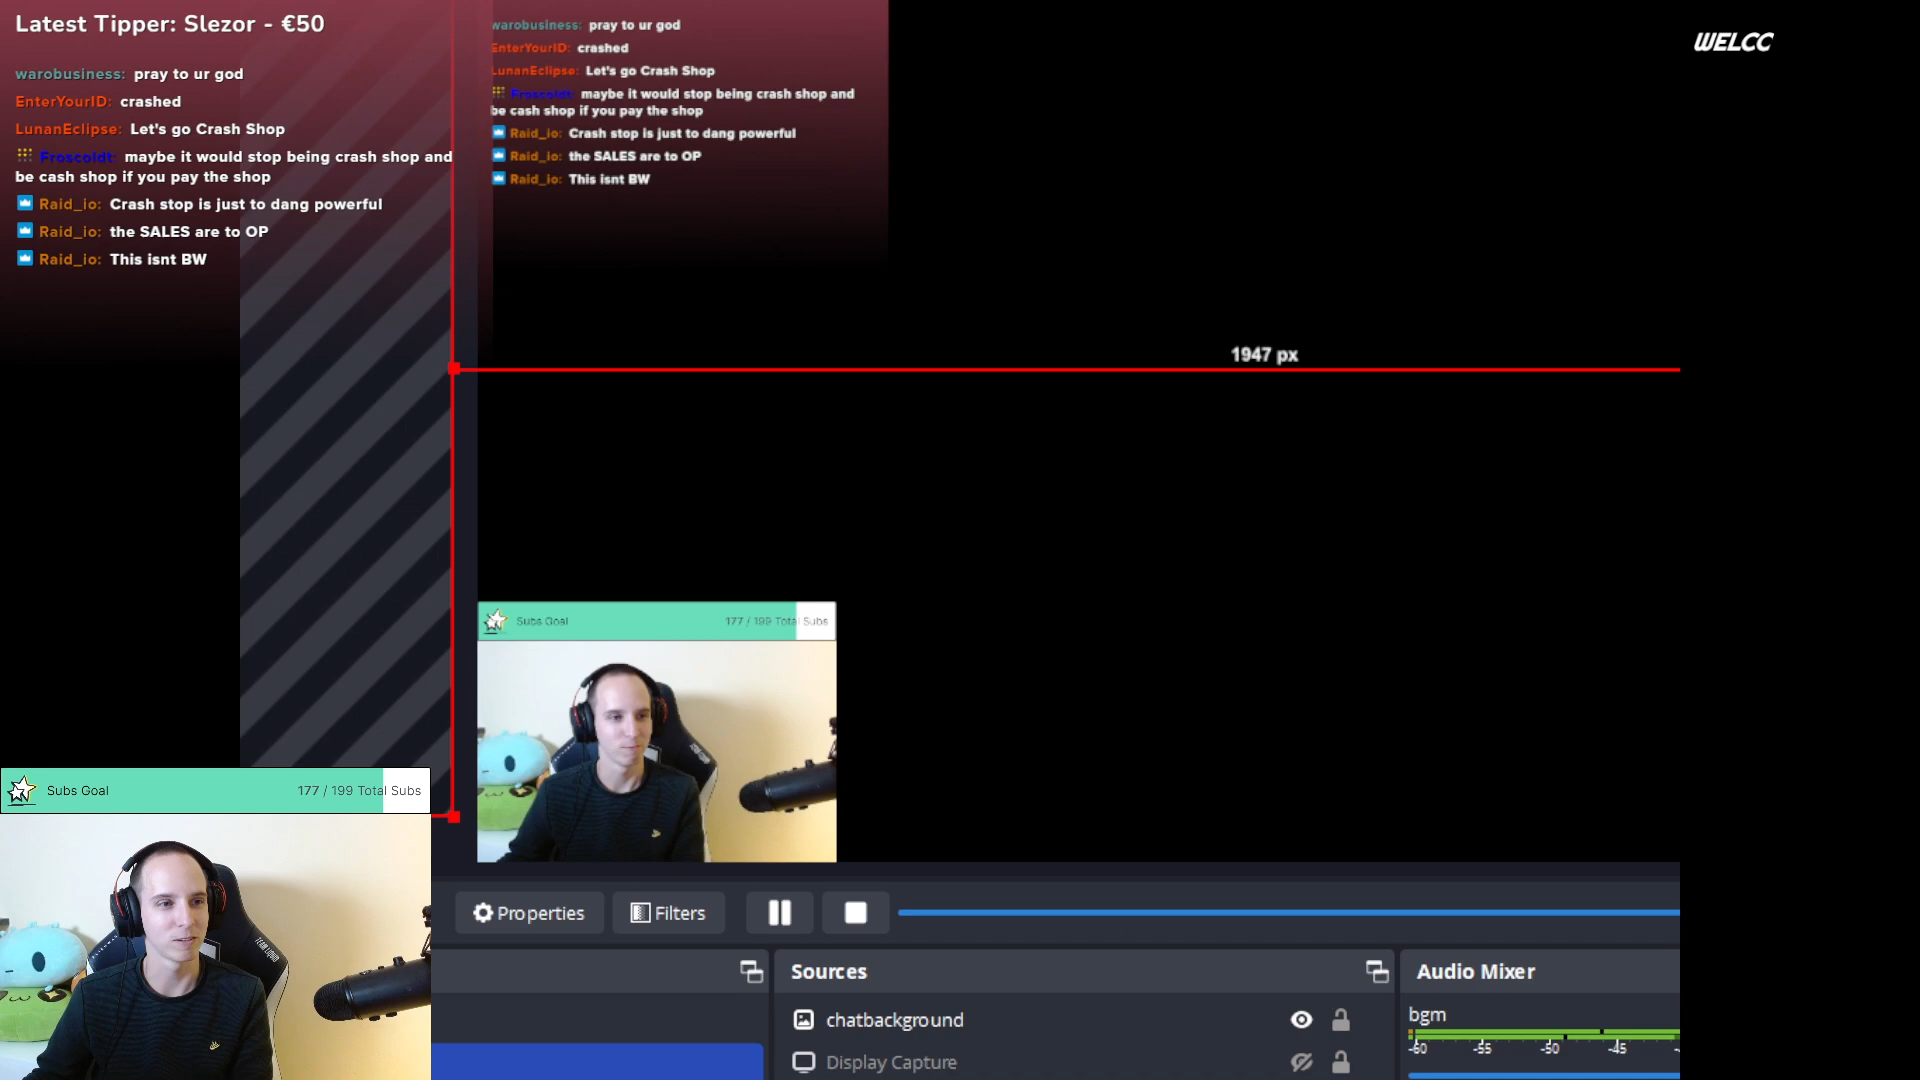 Latest Tipper: Slezor - €50
warobusiness: pray to ur god
EnterYourID: crashed
LunanEclipse: Let's go Crash Shop
Froscoldt: maybe it would stop being crash shop and
be cash shop if you pay the shop
Raid_io: Crash stop is just to dang powerful
Raid_io: the SALES are to OP
Raid_io: This isnt BW
warobusiness: pray to ur god
EnterYourID: crashed
LunanEclipse: Let's go Crash Shop
Froscoldt: maybe it would stop being crash shop and
be cash shop if you pay the shop
Raid_io: Crash stop is just to dang powerful
Raid_io: the SALES are to OP
Raid_io: This isnt BW
WELCC
1947 px
Subs Goal 177 / 199 Total Subs
Subs Goal 177 / 199 Total Subs
TEAM LIQUID
Properties Filters
Sources Audio Mixer
chatbackground bgm
-60 -55 -50 -45
Display Capture